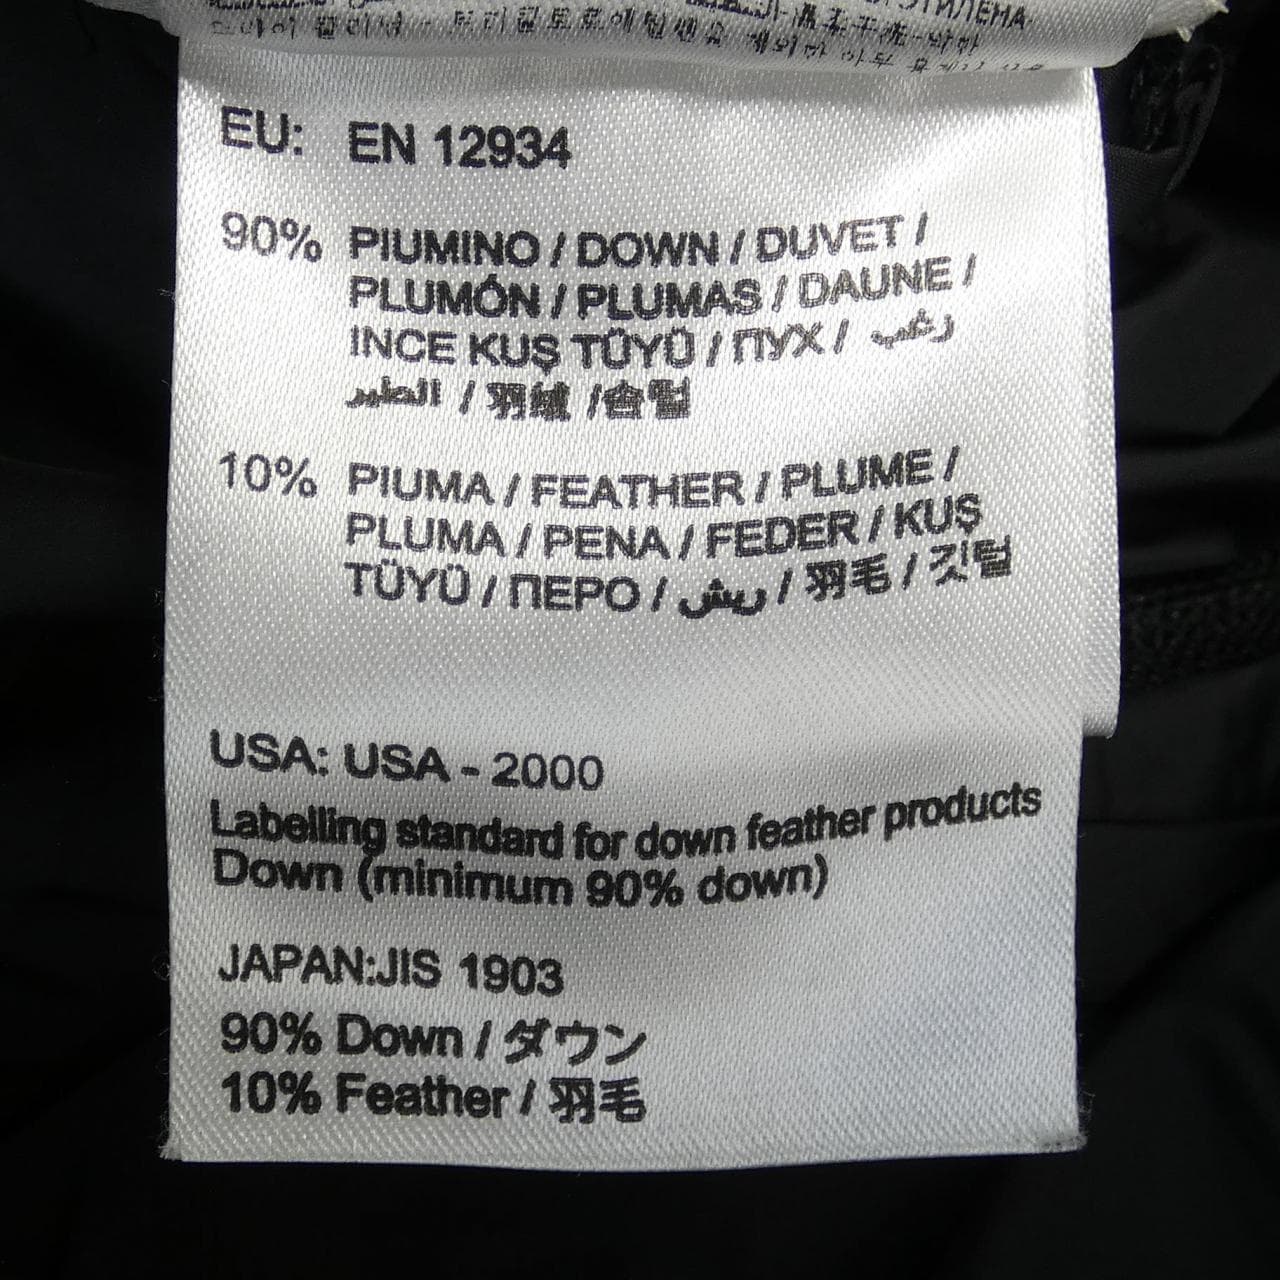 ЭТИЛЕНА
EU: EN 12934
90% PIUMINO / DOWN / DUVET /
PLUMÓN / PLUMAS / DAUNE /
INCE KUŞ TÜYÜ / ПУХ / زغب
الطير / 羽绒 /솜털
10% PIUMA / FEATHER / PLUME /
PLUMA / PENA / FEDER / KUŞ
TÜYÜ / ПЕРО / ريش / 羽毛 / 깃털
USA: USA - 2000
Labelling standard for down feather products
Down (minimum 90% down)
JAPAN:JIS 1903
90% Down / ダウン
10% Feather / 羽毛